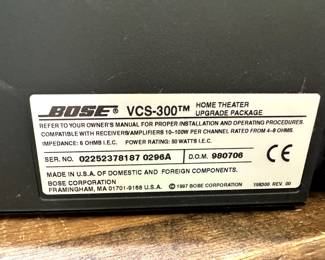 BOSE® VCS-300™ HOME THEATER UPGRADE PACKAGE
REFER TO YOUR OWNER'S MANUAL FOR PROPER INSTALLATION AND OPERATING PROCEDURES.
COMPATIBLE WITH RECEIVERS/AMPLIFIERS 10-100W PER CHANNEL RATED FROM 4-8 OHMS.
IMPEDANCE: 6 OHMS I.E.C. POWER RATING: 50 WATTS I.E.C.
SER. NO. 02252378187 0296A D.O.M. 980706 CE
MADE IN U.S.A. OF DOMESTIC AND FOREIGN COMPONENTS.
BOSE CORPORATION
FRAMINGHAM, MA 01701-9168 U.S.A. © 1997 BOSE CORPORATION REV. 00